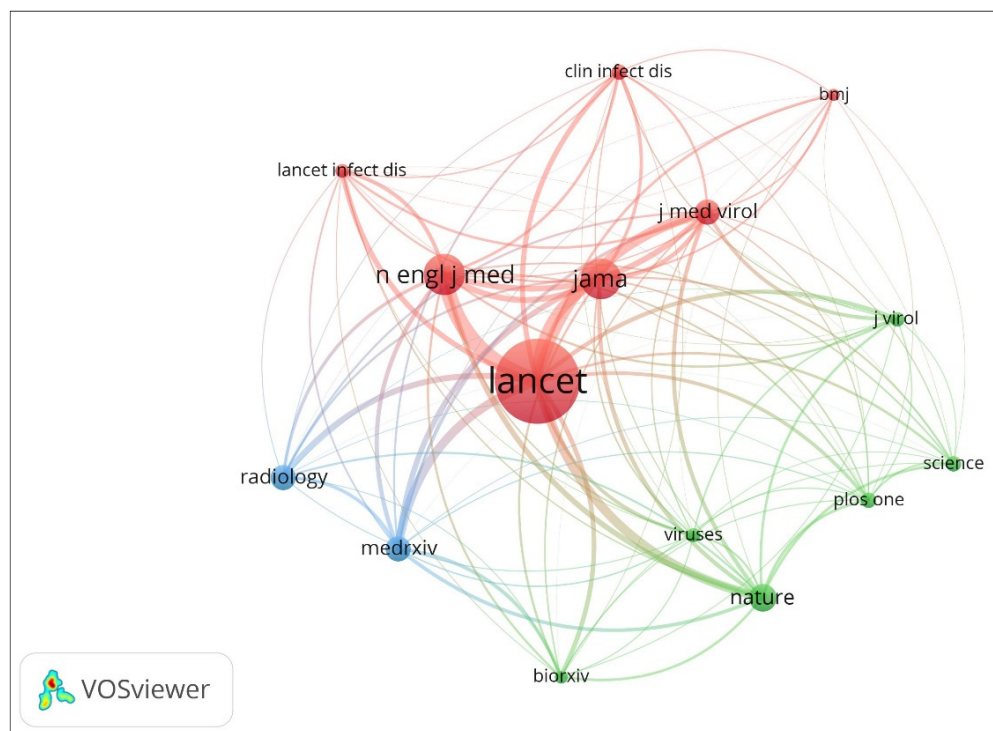 clin infect dis
bmj
lancet infect dis
j med virol
n engl j med
jama
j virol
lancet
science
radiology
plos one
viruses
medrxiv
nature
biorxiv
VOSviewer